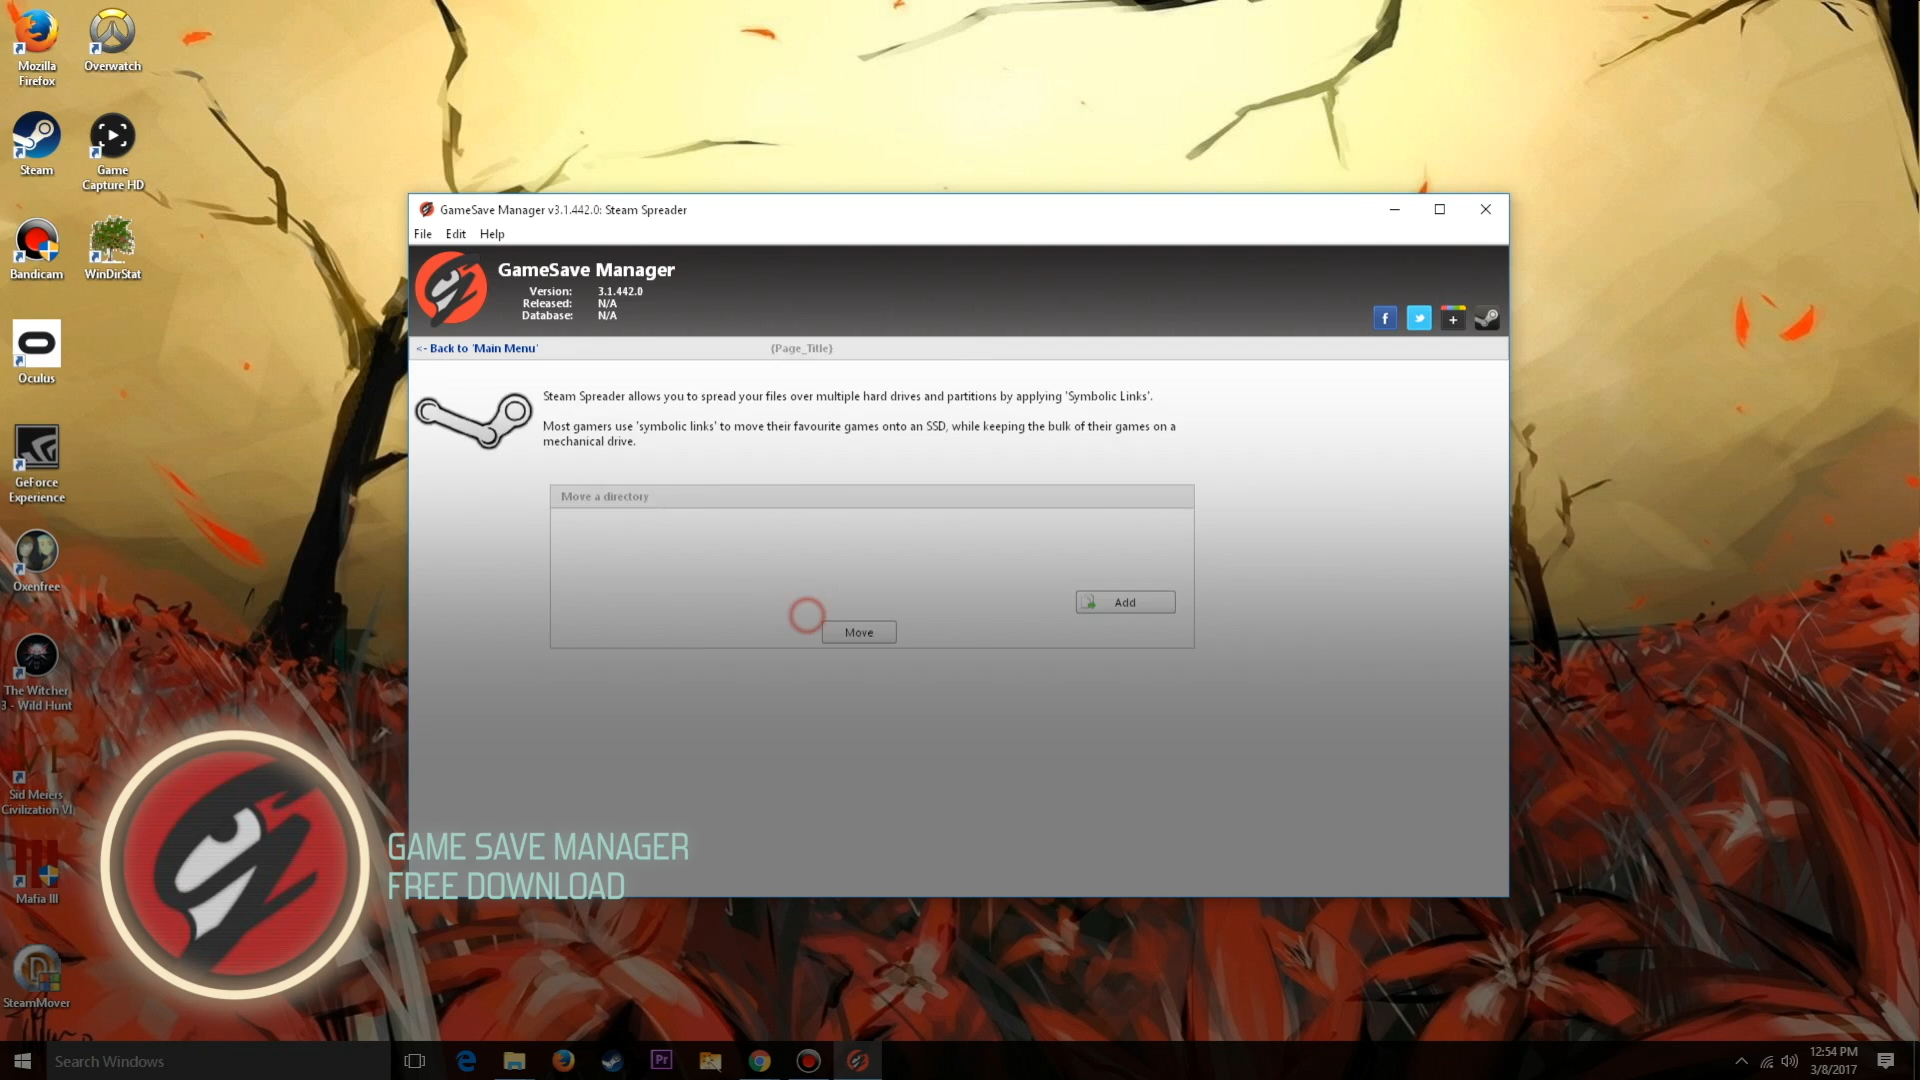 Mozilla
Firefox
Overwatch
Steam
Game
Capture HD
Bandicam
WinDirStat
Oculus
GeForce
Experience
Oxenfree
The Witcher
3 - Wild Hunt
Sid Meiers
Civilization VI
Mafia III
SteamMover
GameSave Manager v3.1.442.0: Steam Spreader
File Edit Help
GameSave Manager
Version: 3.1.442.0
Released: N/A
Database: N/A
<- Back to 'Main Menu'
{Page_Title}
Steam Spreader allows you to spread your files over multiple hard drives and partitions by applying 'Symbolic Links'.
Most gamers use 'symbolic links' to move their favourite games onto an SSD, while keeping the bulk of their games on a
mechanical drive.
Move a directory
Add
Move
GAME SAVE MANAGER
FREE DOWNLOAD
Search Windows
Pr
12:54 PM
3/8/2017